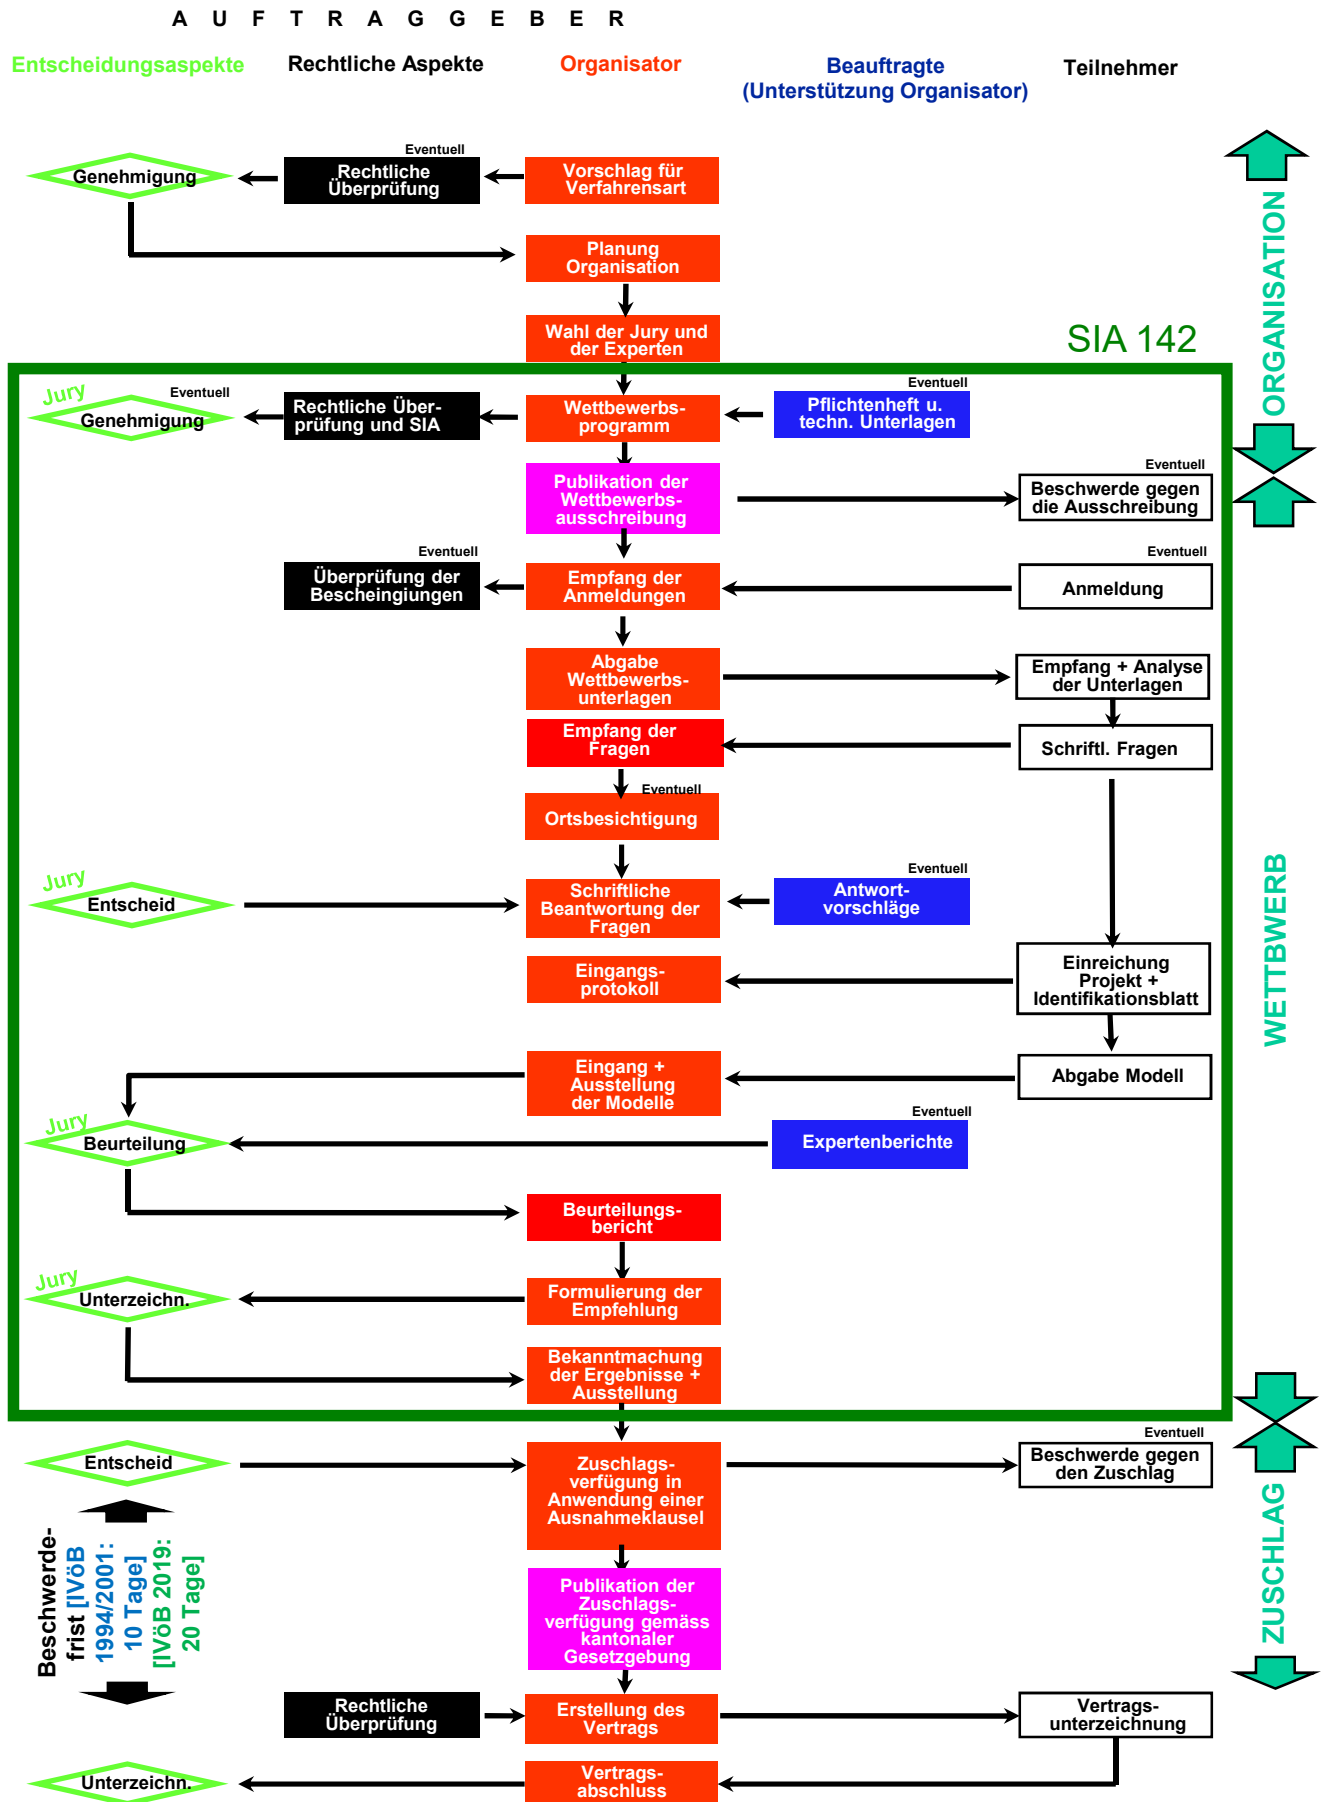 A U F T R A G G E B E R
Entscheidungsaspekte
Rechtliche Aspekte
Organisator
Beauftragte
(Unterstützung Organisator)
Teilnehmer
Genehmigung
Eventuell
Rechtliche
Überprüfung
Vorschlag für
Verfahrensart
Planung
Organisation
Wahl der Jury und
der Experten
SIA 142
ORGANISATION
Jury
Genehmigung
Eventuell
Rechtliche Über-
prüfung und SIA
Wettbewerbs-
programm
Eventuell
Pflichtenheft u.
techn. Unterlagen
Publikation der
Wettbewerbs-
ausschreibung
Eventuell
Beschwerde gegen
die Ausschreibung
Eventuell
Überprüfung der
Bescheingiungen
Empfang der
Anmeldungen
Eventuell
Anmeldung
Abgabe
Wettbewerbs-
unterlagen
Empfang + Analyse
der Unterlagen
Empfang der
Fragen
Schriftl. Fragen
Eventuell
Ortsbesichtigung
Jury
Entscheid
Schriftliche
Beantwortung der
Fragen
Eventuell
Antwort-
vorschläge
WETTBWERB
Eingangs-
protokoll
Einreichung
Projekt +
Identifikationsblatt
Eingang +
Ausstellung
der Modelle
Abgabe Modell
Jury
Beurteilung
Eventuell
Expertenberichte
Beurteilungs-
bericht
Jury
Unterzeichn.
Formulierung der
Empfehlung
Bekanntmachung
der Ergebnisse +
Ausstellung
Entscheid
Zuschlags-
verfügung in
Anwendung einer
Ausnahmeklausel
Eventuell
Beschwerde gegen
den Zuschlag
ZUSCHLAG
Beschwerde-
frist [IVöB
1994/2001:
10 Tage]
[IVöB 2019:
20 Tage]
Publikation der
Zuschlags-
verfügung gemäss
kantonaler
Gesetzgebung
Rechtliche
Überprüfung
Erstellung des
Vertrags
Vertrags-
unterzeichnung
Unterzeichn.
Vertrags-
abschluss